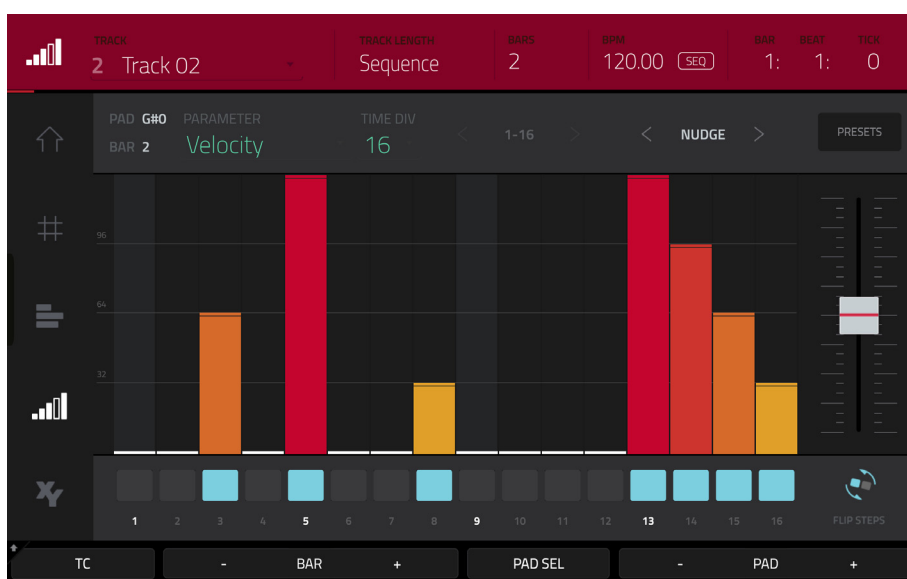 TRACK TRACK LENGTH BARS BPM BAR BEAT TICK
2 Track 02 Sequence 2 120.00 SEQ 1: 1: 0
PAD G#0 PARAMETER TIME DIV
BAR 2 Velocity 16 < 1-16 > < NUDGE > PRESETS
96
64
32
XY
1 2 3 4 5 6 7 8 9 10 11 12 13 14 15 16 FLIP STEPS
TC - BAR + PAD SEL - PAD +